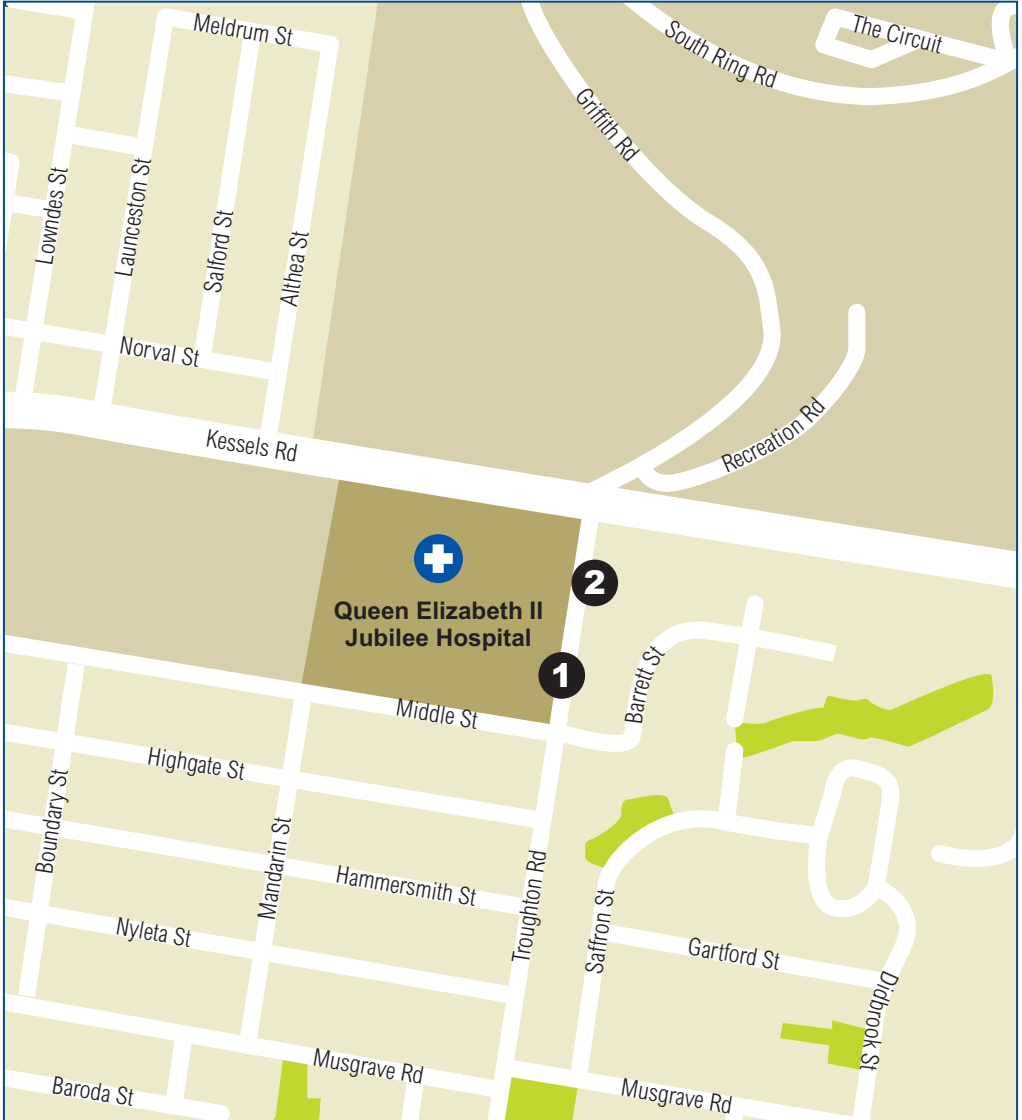 Meldrum St
South Ring Rd
The Circuit
Griffith Rd
Lowndes St
Launceston St
Salford St
Althea St
Norval St
Kessels Rd
Recreation Rd
2
Queen Elizabeth II
Jubilee Hospital
1
Barrett St
Middle St
Highgate St
Boundary St
Mandarin St
Hammersmith St
Troughton Rd
Saffron St
Nyleta St
Gartford St
Didbrook St
Musgrave Rd
Musgrave Rd
Baroda St